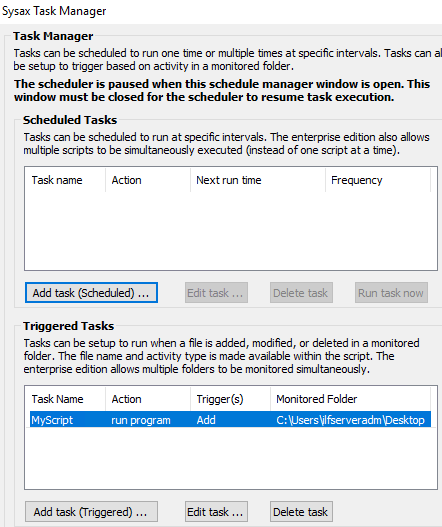 Sysax Task Manager
Task Manager
Tasks can be scheduled to run one time or multiple times at specific intervals. Tasks can al
be setup to trigger based on activity in a monitored folder.
The scheduler is paused when this schedule manager window is open. This
window must be closed for the scheduler to resume task execution.
Scheduled Tasks
Tasks can be scheduled to run at specific intervals. The enterprise edition also allows
multiple scripts to be simultaneously executed (instead of one script at a time).
Task name Action Next run time Frequency
Add task (Scheduled) ... Edit task ... Delete task Run task now
Triggered Tasks
Tasks can be setup to run when a file is added, modified, or deleted in a monitored
folder. The file name and activity type is made available within the script. The
enterprise edition allows multiple folders to be monitored simultaneously.
Task Name Action Trigger(s) Monitored Folder
MyScript run program Add C:\Users\ilfserveradm\Desktop
Add task (Triggered) ... Edit task ... Delete task